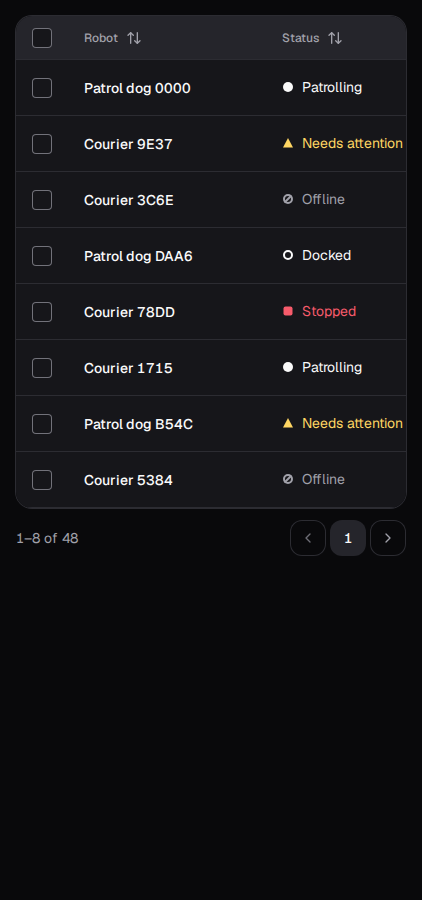 Robot Status
Patrol dog 0000 Patrolling
Courier 9E37 Needs attention
Courier 3C6E Offline
Patrol dog DAA6 Docked
Courier 78DD Stopped
Courier 1715 Patrolling
Patrol dog B54C Needs attention
Courier 5384 Offline
1–8 of 48 1